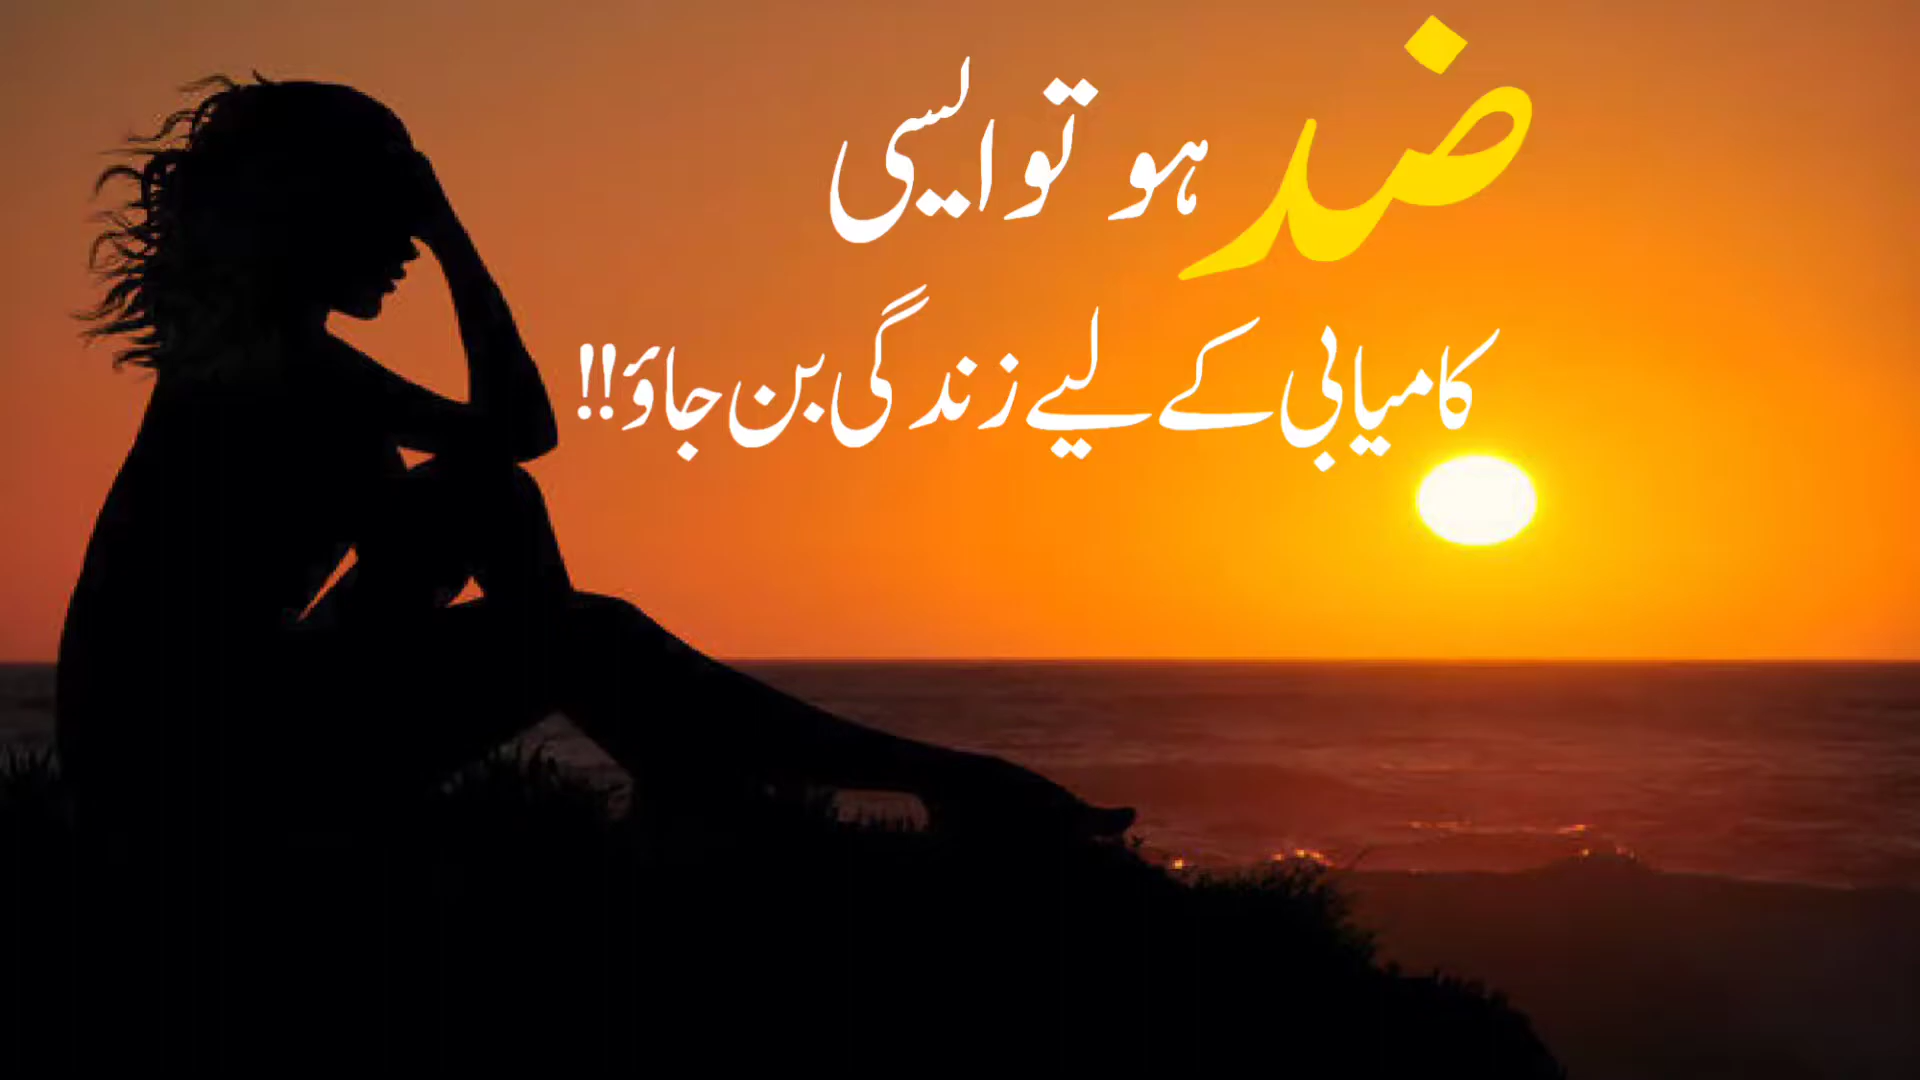 ضد ہو تو ایسی
کامیابی کے لیے زندگی بن جاؤ!!